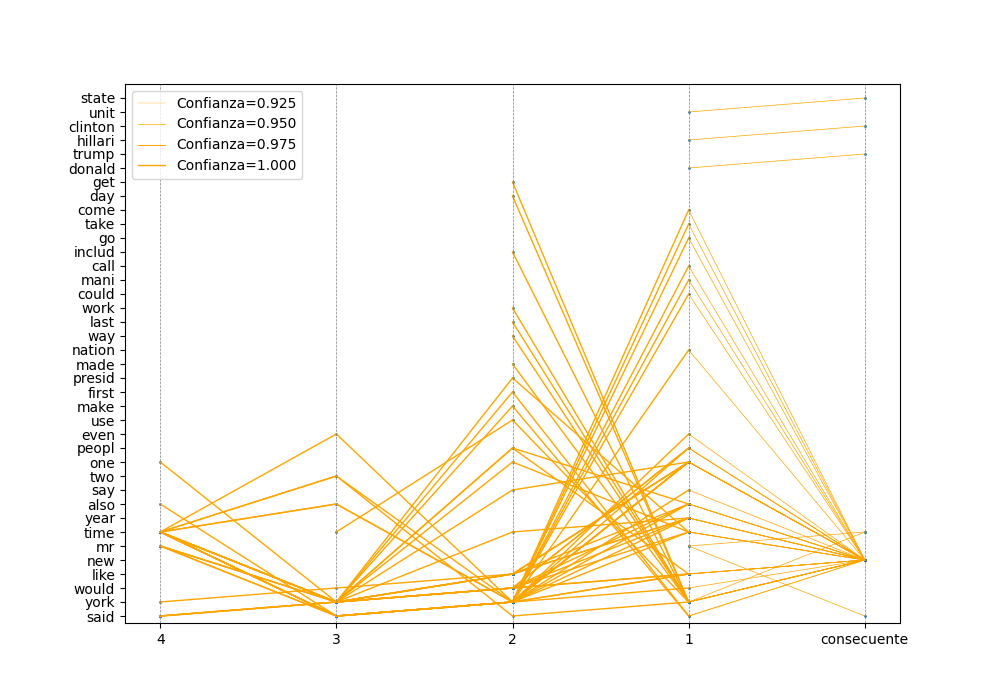 state
unit
clinton
hillari
trump
donald
get
day
come
take
go
includ
call
mani
could
work
last
way
nation
made
presid
first
make
use
even
peopl
one
two
say
also
year
time
mr
new
like
would
york
said
Confianza=0.925
Confianza=0.950
Confianza=0.975
Confianza=1.000
4 3 2 1 consecuente